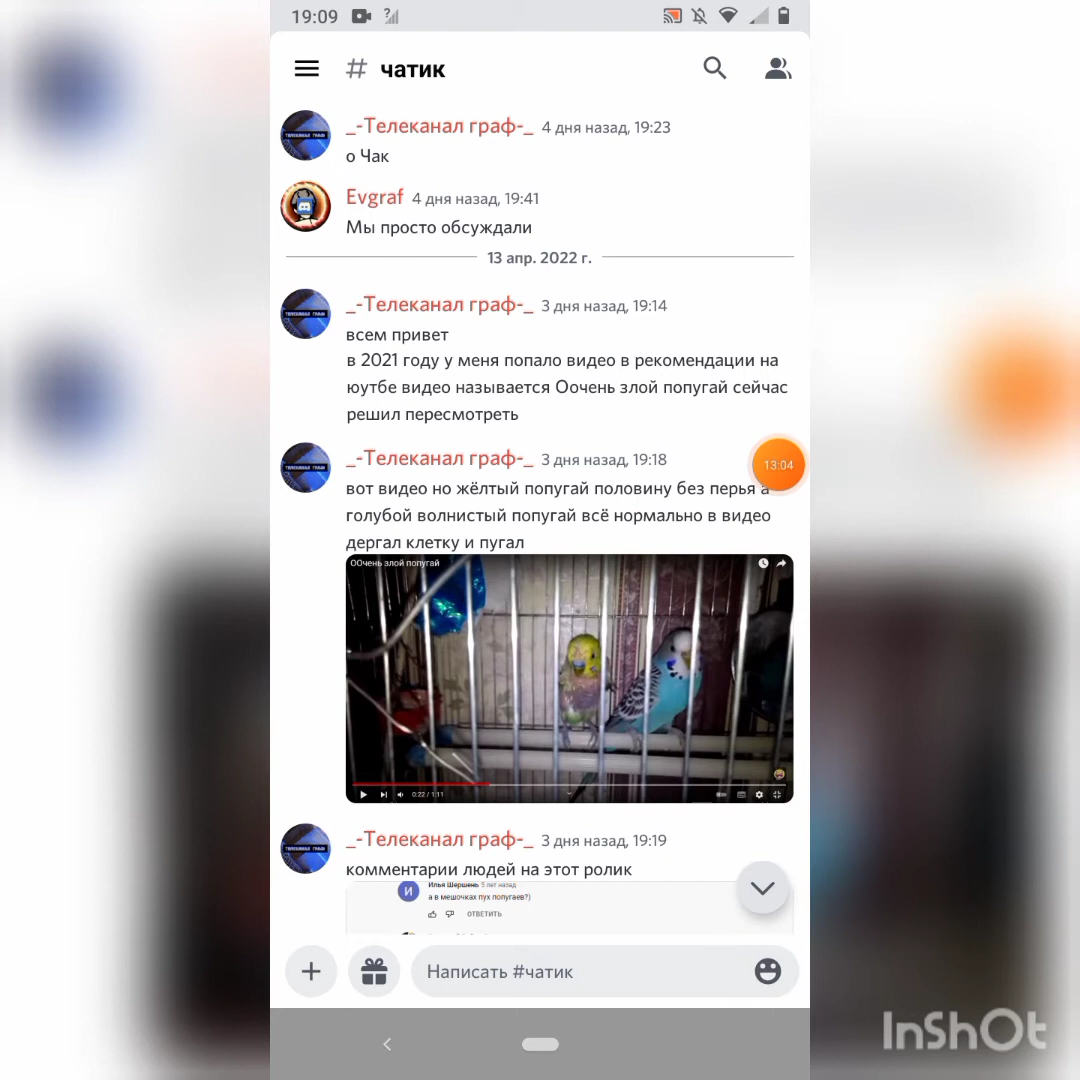 19:09
# чатик
_-Телеканал граф-_ 4 дня назад, 19:23
о Чак
Evgraf 4 дня назад, 19:41
Мы просто обсуждали
13 апр. 2022 г.
_-Телеканал граф-_ 3 дня назад, 19:14
всем привет
в 2021 году у меня попало видео в рекомендации на
юутбе видео называется Оочень злой попугай сейчас
решил пересмотреть
_-Телеканал граф-_ 3 дня назад, 19:18
13:04
вот видео но жёлтый попугай половину без перья а
голубой волнистый попугай всё нормально в видео
дергал клетку и пугал
ООчень злой попугай
0:22 / 1:11
_-Телеканал граф-_ 3 дня назад, 19:19
комментарии людей на этот ролик
И
Илья Шершень 5 лет назад
а в мешочках пух попугаев?)
ОТВЕТИТЬ
Написать #чатик
InShOt